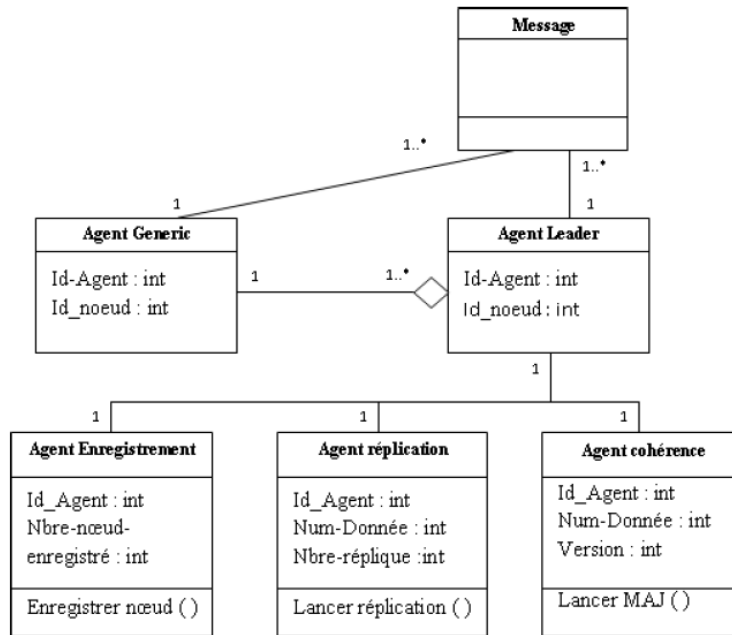 Message
1..*
1..*
1
1
Agent Generic
Id-Agent : int
Id_noeud : int
1
1..*
Agent Leader
Id-Agent : int
Id_noeud : int
1
1
1
1
Agent Enregistrement
Id_Agent : int
Nbre-nœud-
enregistré : int
Enregistrer nœud ( )
Agent réplication
Id_Agent : int
Num-Donnée : int
Nbre-réplique :int
Lancer réplication ( )
Agent cohérence
Id_Agent : int
Num-Donnée : int
Version : int
Lancer MAJ ( )